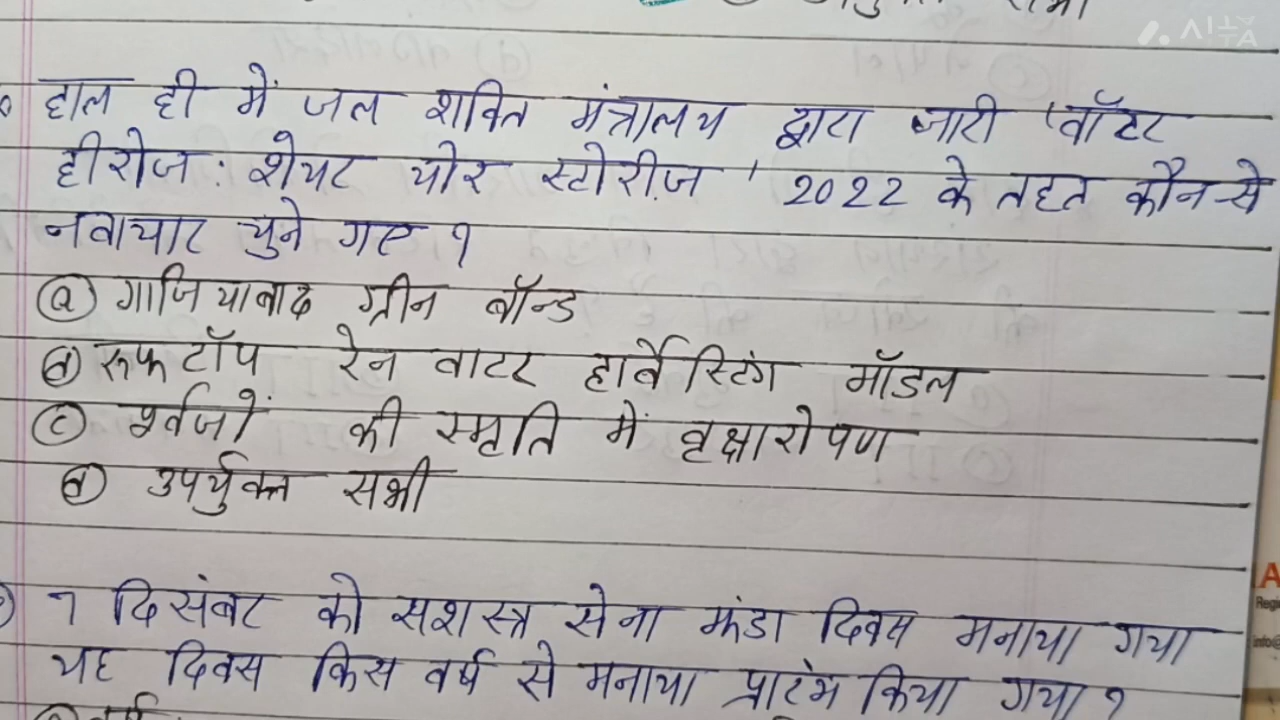 हाल ही में जल शक्ति मंत्रालय द्वारा जारी 'वॉटर
हीरोज: शेयर योर स्टोरीज़ ' 2022 के तहत कौन से
नवाचार चुने गए ?
(a) गाजियाबाद ग्रीन बॉन्ड
(b) रूफ टॉप रेन वाटर हार्वेस्टिंग मॉडल
(c) पूर्वजों की स्मृति में वृक्षारोपण
(d) उपर्युक्त सभी
7 दिसंबर को सशस्त्र सेना झंडा दिवस मनाया गया
यह दिवस किस वर्ष से मनाया प्रारंभ किया गया ?